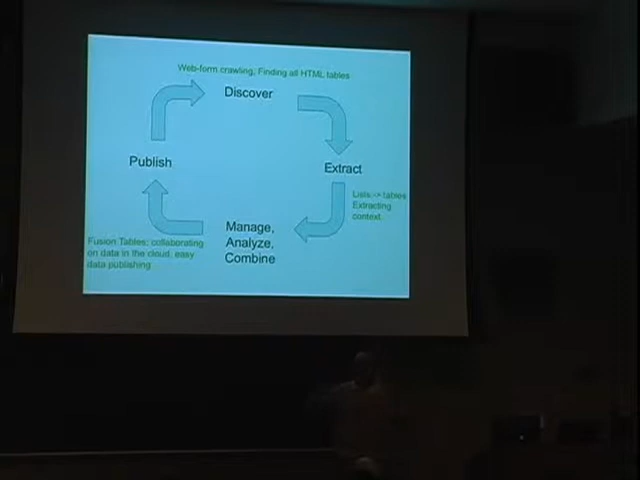 Web-form crawling; Finding all HTML tables
Discover
Publish
Extract
Lists -> tables
Extracting
context
Manage,
Analyze,
Combine
Fusion Tables: collaborating
on data in the cloud, easy
data publishing